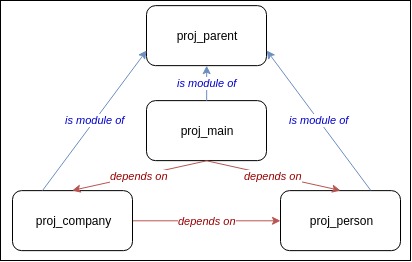 proj_parent
is module of
is module of
is module of
proj_main
depends on
depends on
proj_company
depends on
proj_person